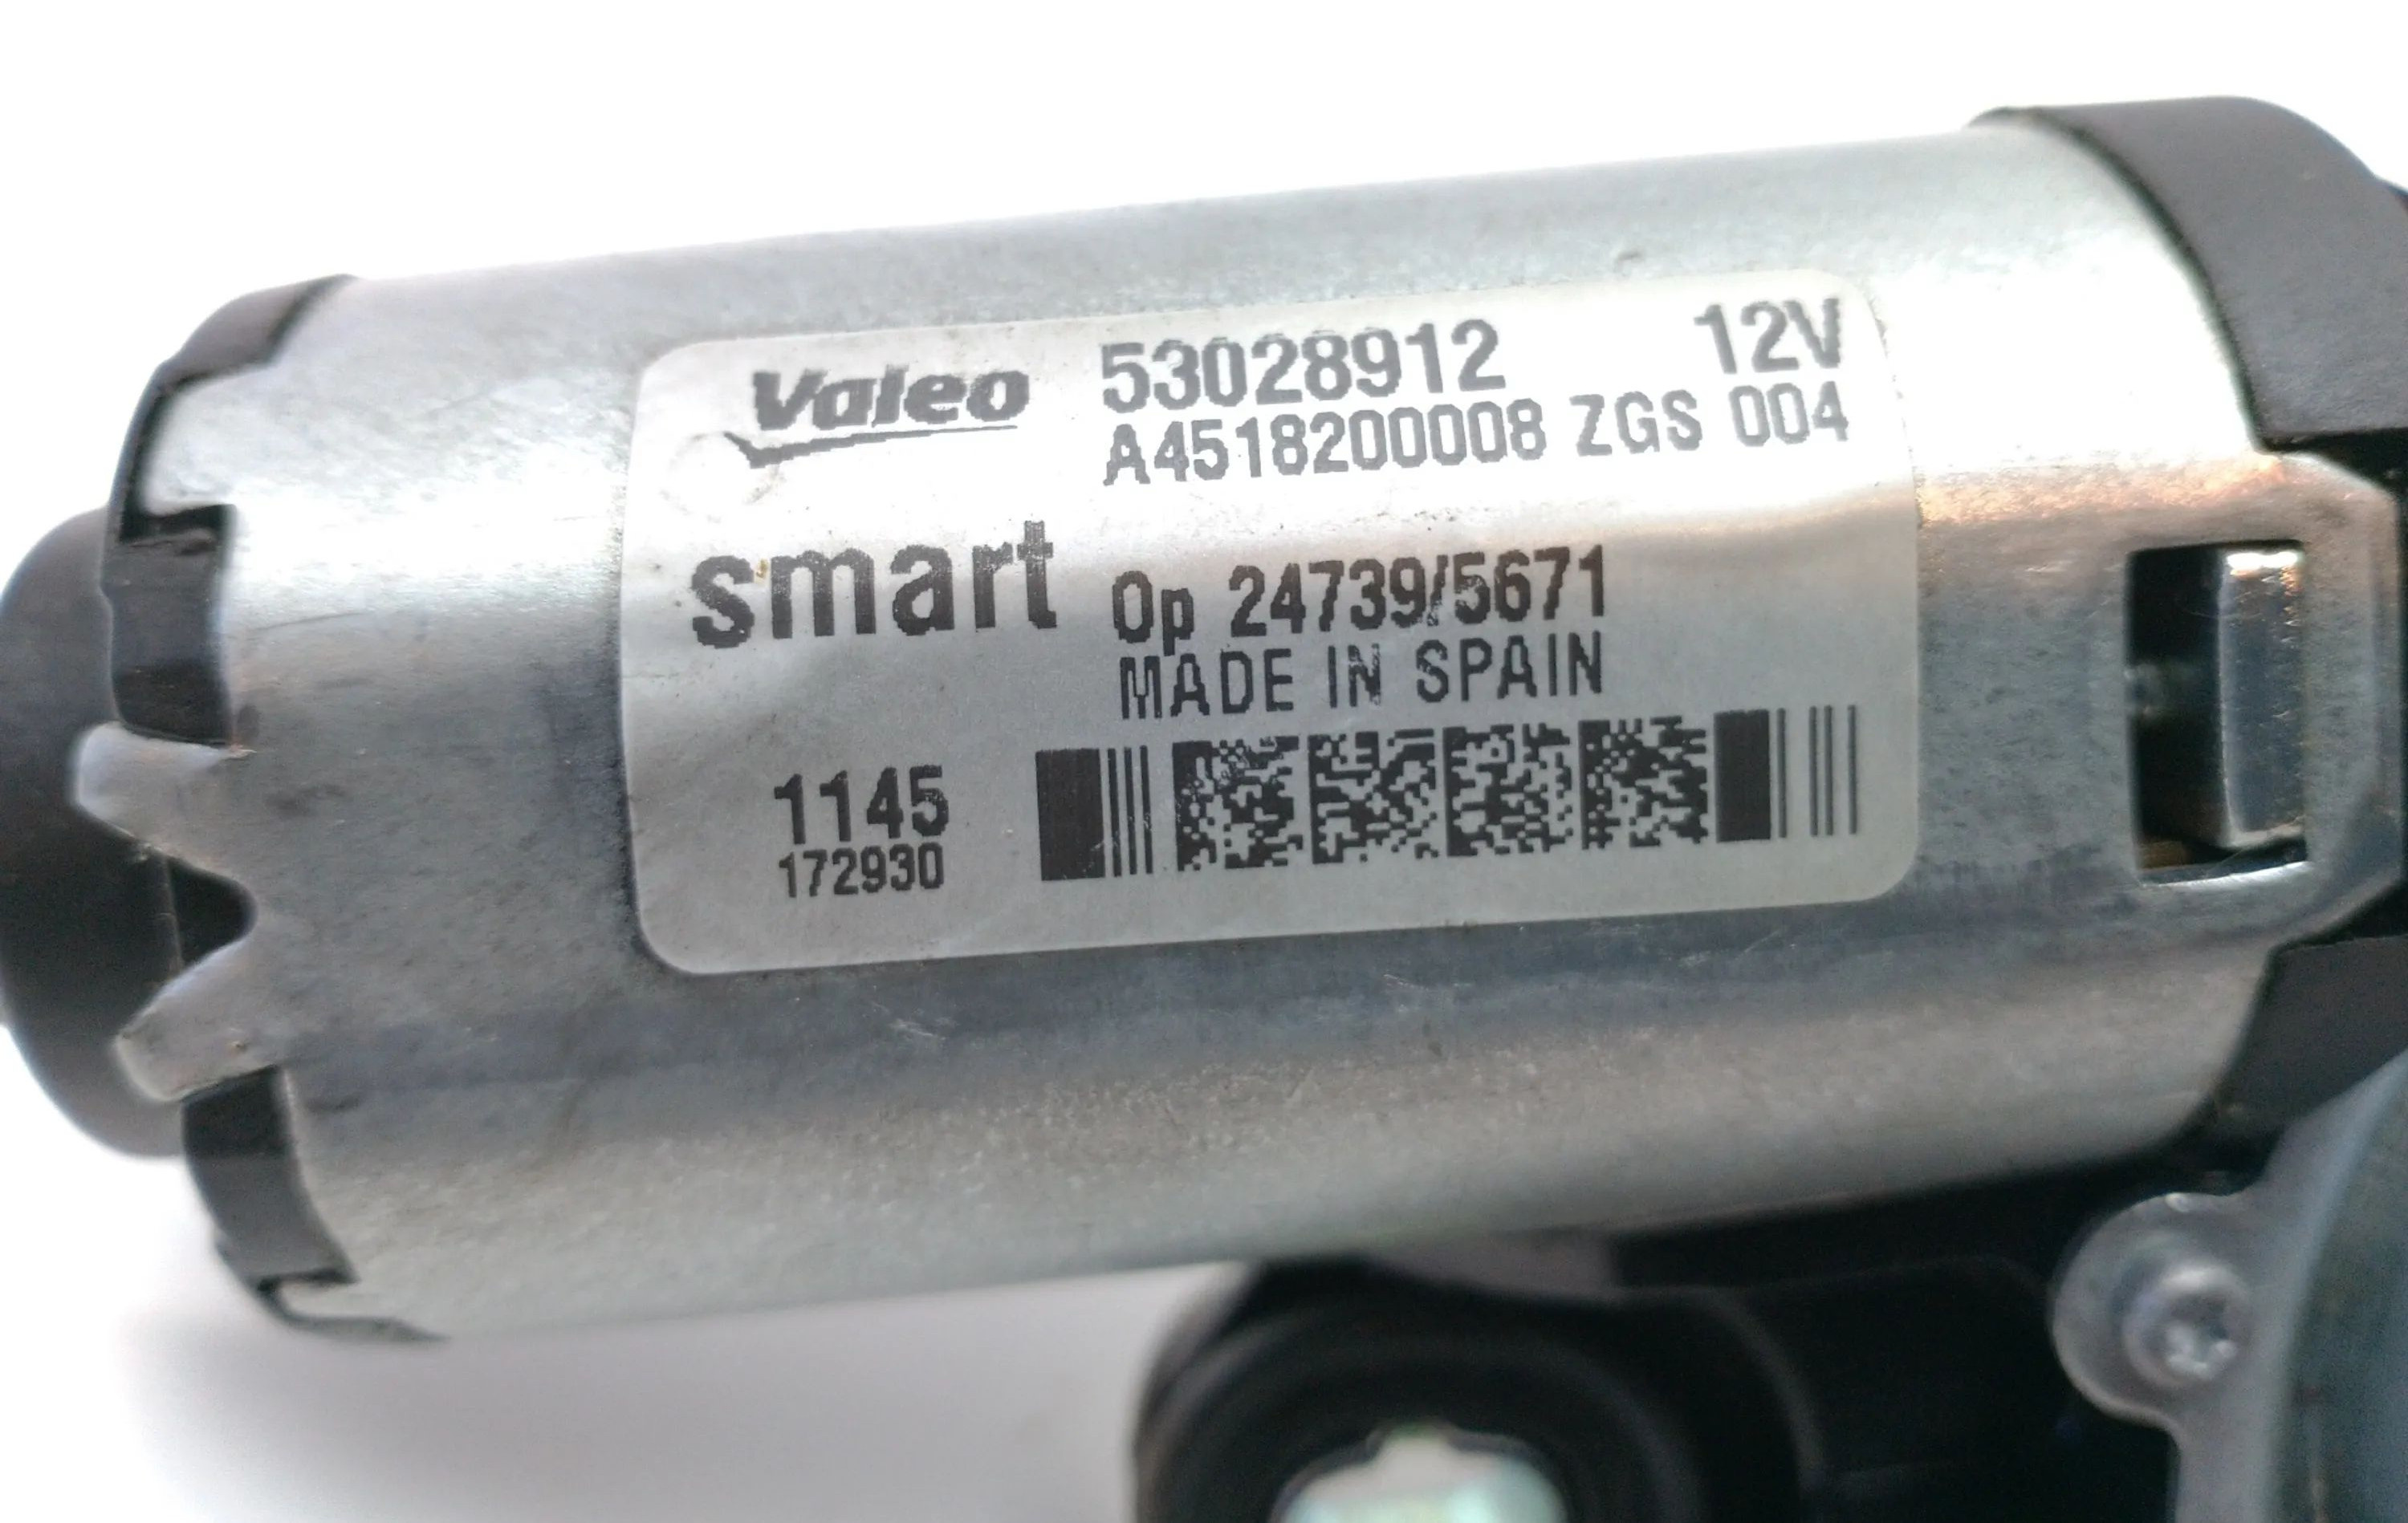 Valeo 53028912 12V
A4518200008 ZGS 004
smart Op 24739/5671
MADE IN SPAIN
1145
172930